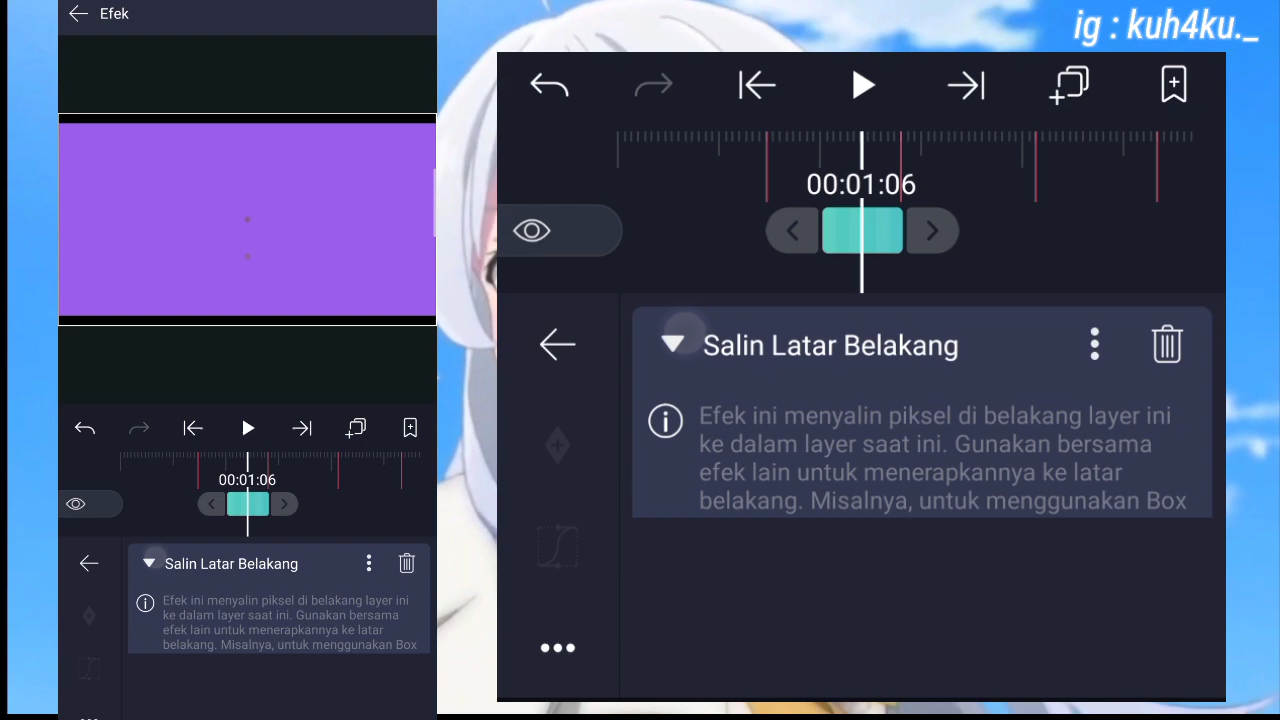 Efek
00:01:06
Salin Latar Belakang
Efek ini menyalin piksel di belakang layer ini
ke dalam layer saat ini. Gunakan bersama
efek lain untuk menerapkannya ke latar
belakang. Misalnya, untuk menggunakan Box
ig : kuh4ku._
00:01:06
Salin Latar Belakang
Efek ini menyalin piksel di belakang layer ini
ke dalam layer saat ini. Gunakan bersama
efek lain untuk menerapkannya ke latar
belakang. Misalnya, untuk menggunakan Box